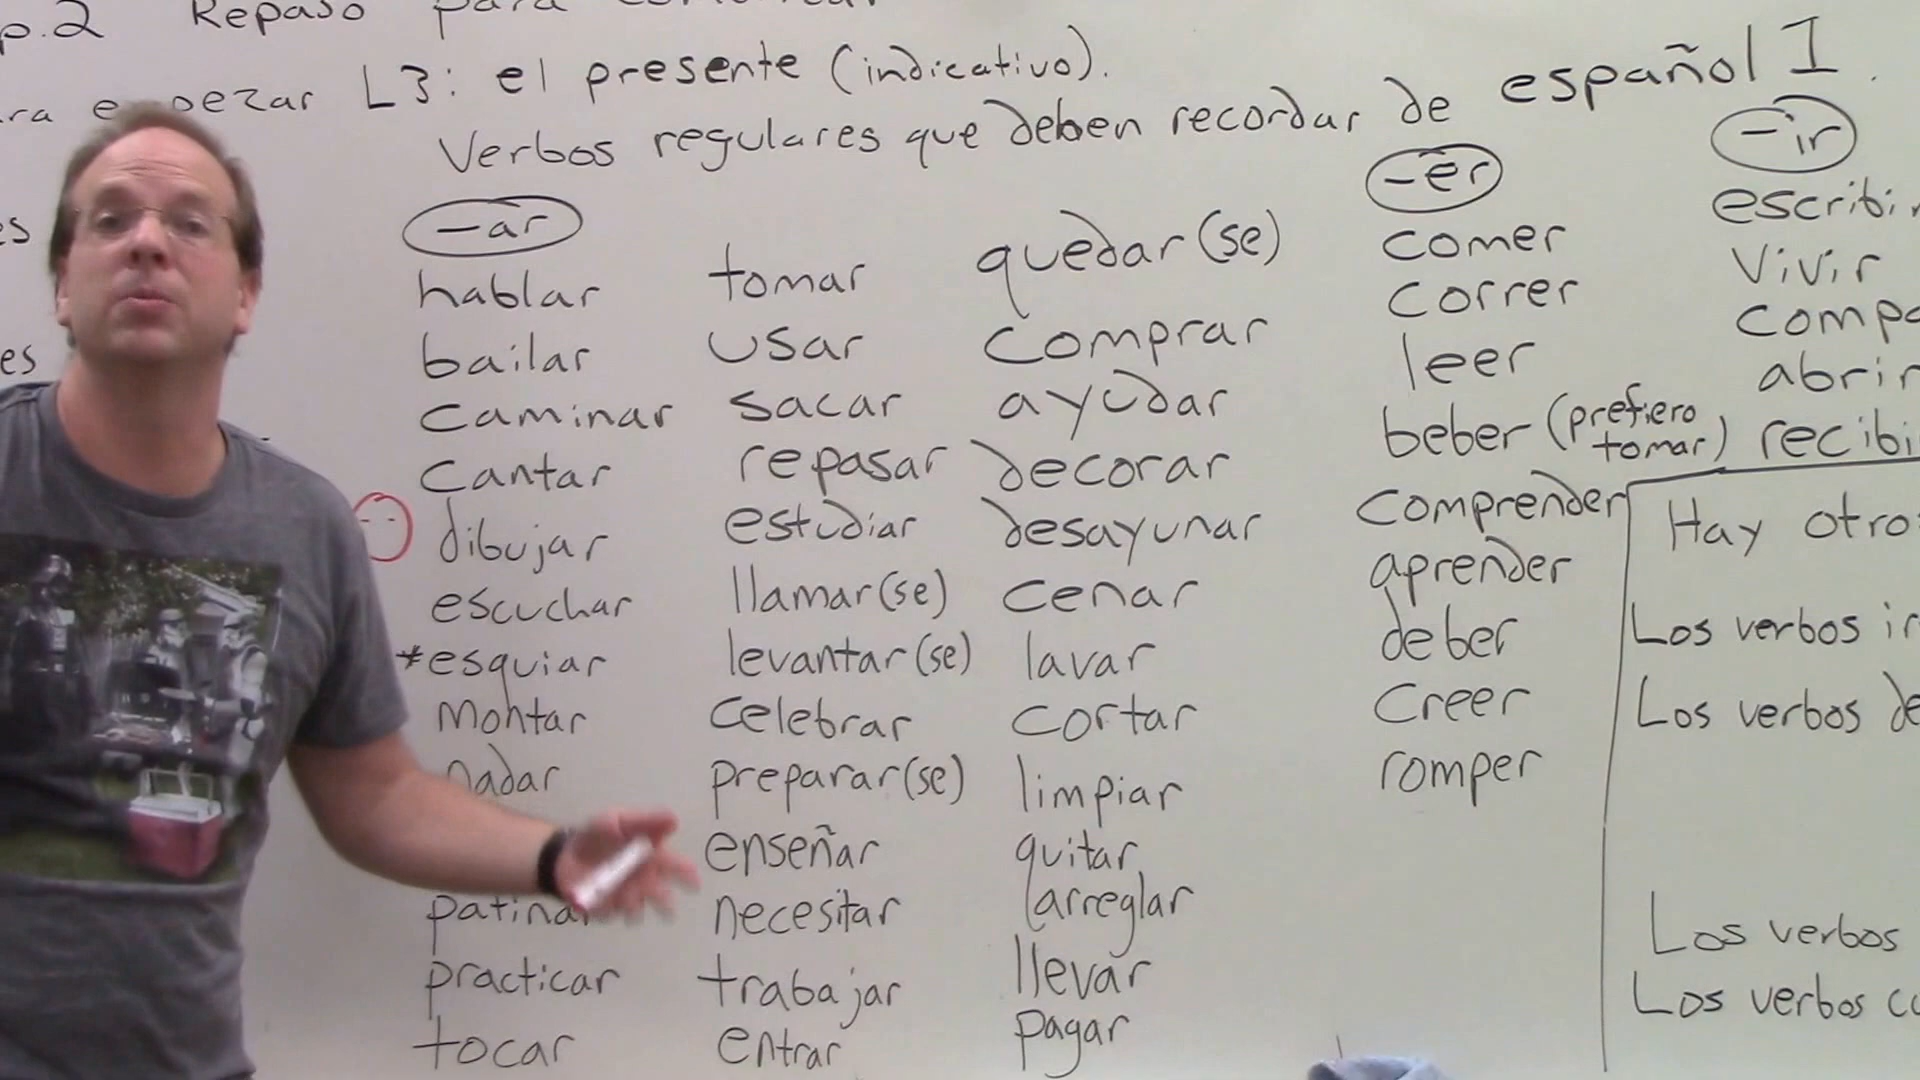 p.2 Repaso para
L3: el presente (indicativo).
Verbos regulares que deben recordar de español I.
-ar
hablar
bailar
caminar
cantar
dibujar
escuchar
*esquiar
montar
nadar
patinar
practicar
tocar
tomar
usar
sacar
repasar
estudiar
llamar(se)
levantar(se)
celebrar
preparar(se)
enseñar
necesitar
trabajar
entrar
quedar(se)
comprar
ayudar
decorar
desayunar
cenar
lavar
cortar
limpiar
quitar
arreglar
llevar
pagar
-er
comer
correr
leer
beber (prefiero tomar)
comprender
aprender
deber
creer
romper
-ir
escribir
vivir
abrir
recibi
Hay otro
Los verbos ir
Los verbos de
Los verbos
Los verbos